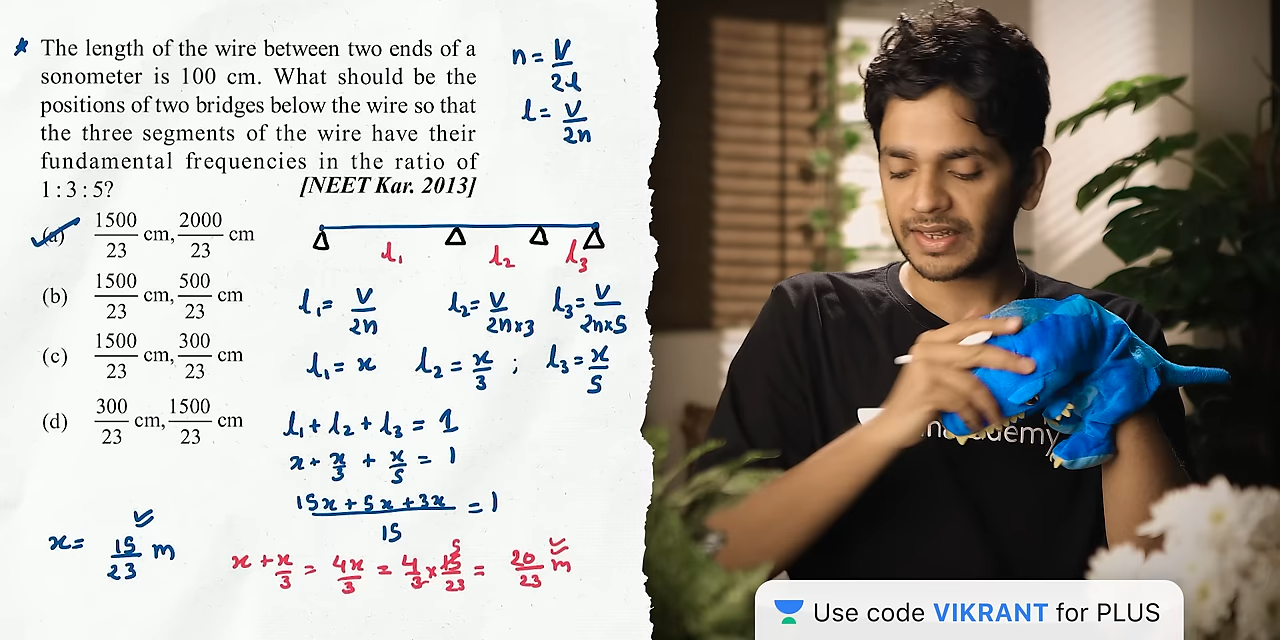 * The length of the wire between two ends of a
sonometer is 100 cm. What should be the
positions of two bridges below the wire so that
the three segments of the wire have their
fundamental frequencies in the ratio of
1 : 3 : 5?
[NEET Kar. 2013]
(a) 1500/23 cm, 2000/23 cm
(b) 1500/23 cm, 500/23 cm
(c) 1500/23 cm, 300/23 cm
(d) 300/23 cm, 1500/23 cm
n = V/2l
l = V/2n
l₁ l₂ l₃
l₁ = V/2n l₂ = V/2n×3 l₃ = V/2n×5
l₁ = x l₂ = x/3 ; l₃ = x/5
l₁ + l₂ + l₃ = 1
x + x/3 + x/5 = 1
15x + 5x + 3x/15 = 1
x = 15/23 m
x + x/3 = 4x/3 = 4/3 × 15/23 5 = 20/23 m
Use code VIKRANT for PLUS